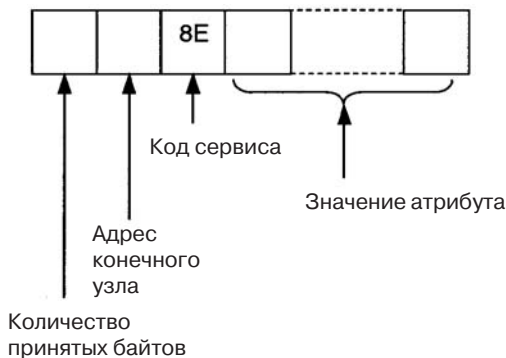 8E
Код сервиса
Значение атрибута
Адрес
конечного
узла
Количество
принятых байтов